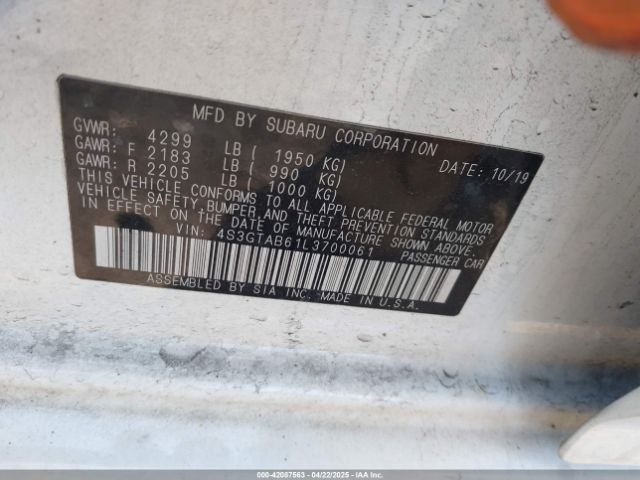 MFD BY SUBARU CORPORATION
GVWR: 4299 LB ( 1950 KG) DATE: 10/19
GAWR: F 2183 LB ( 990 KG)
GAWR: R 2205 LB ( 1000 KG)
THIS VEHICLE CONFORMS TO ALL APPLICABLE FEDERAL MOTOR
VEHICLE SAFETY, BUMPER, AND THEFT PREVENTION STANDARDS
IN EFFECT ON THE DATE OF MANUFACTURE SHOWN ABOVE.
VIN: 4S3GTAB61L3700061 PASSENGER CAR
ASSEMBLED BY SIA INC. MADE IN U.S.A.
000-42087563 - 04/22/2025 - IAA Inc.